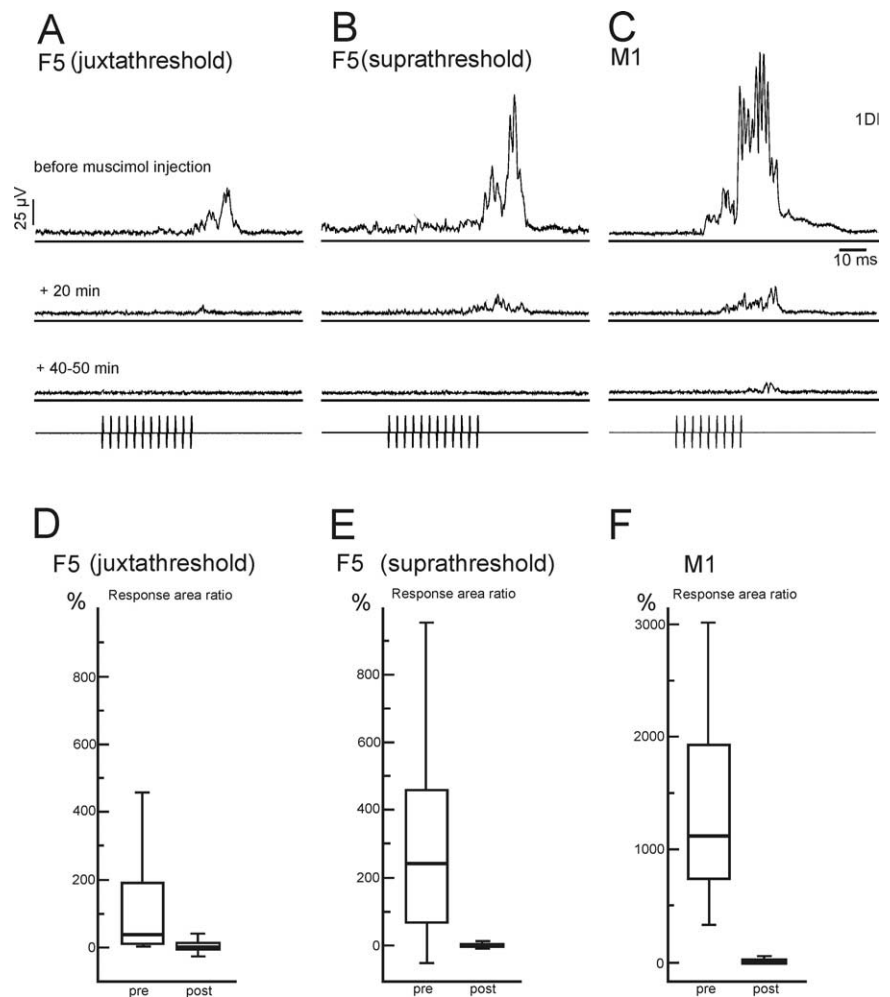 A B C
F5 (juxtathreshold) F5(suprathreshold) M1
1DI
before muscimol injection
25 µV
10 ms
+ 20 min
+ 40-50 min
D E F
F5 (juxtathreshold) F5 (suprathreshold) M1
% Response area ratio % Response area ratio % Response area ratio
3000
800 800
2000
600 600
400 400
1000
200 200
0 0 0
pre post pre post pre post